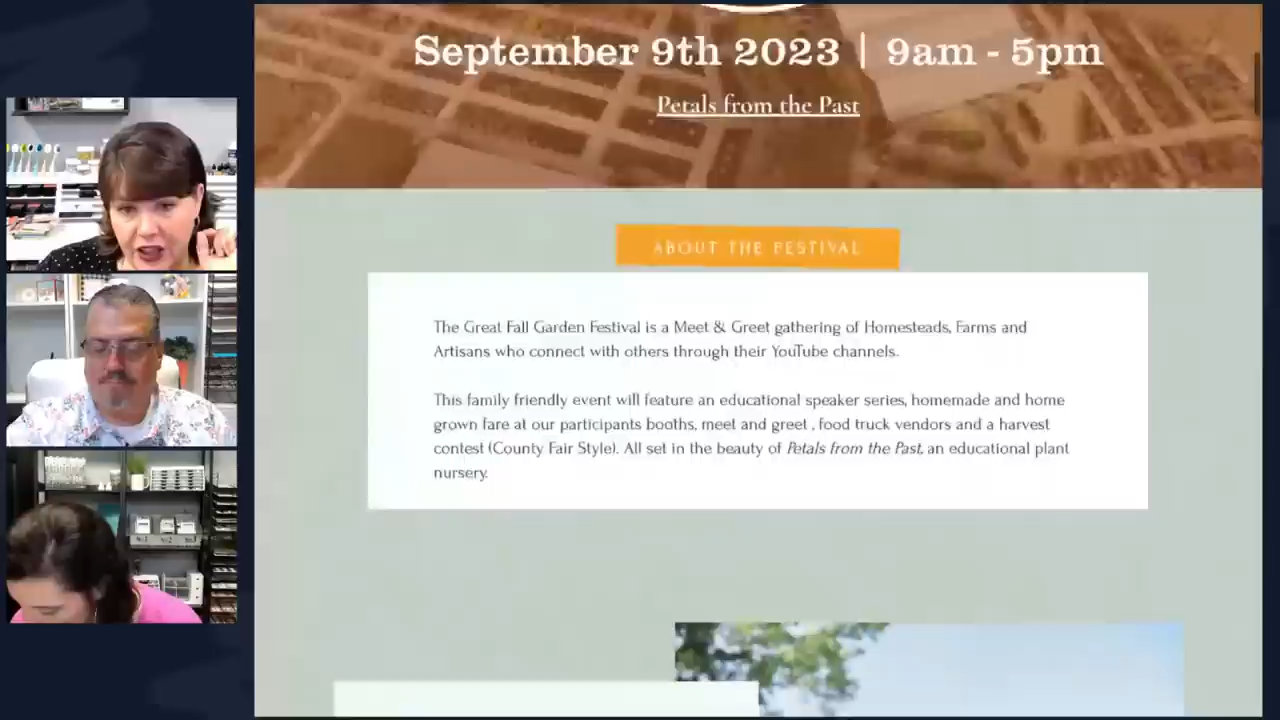 September 9th 2023 | 9am - 5pm
Petals from the Past
ABOUT THE FESTIVAL
The Great Fall Garden Festival is a Meet & Greet gathering of Homesteads, Farms and
Artisans who connect with others through their YouTube channels.
This family friendly event will feature an educational speaker series, homemade and home
grown fare at our participants booths, meet and greet , food truck vendors and a harvest
contest (County Fair Style). All set in the beauty of Petals from the Past, an educational plant
nursery.